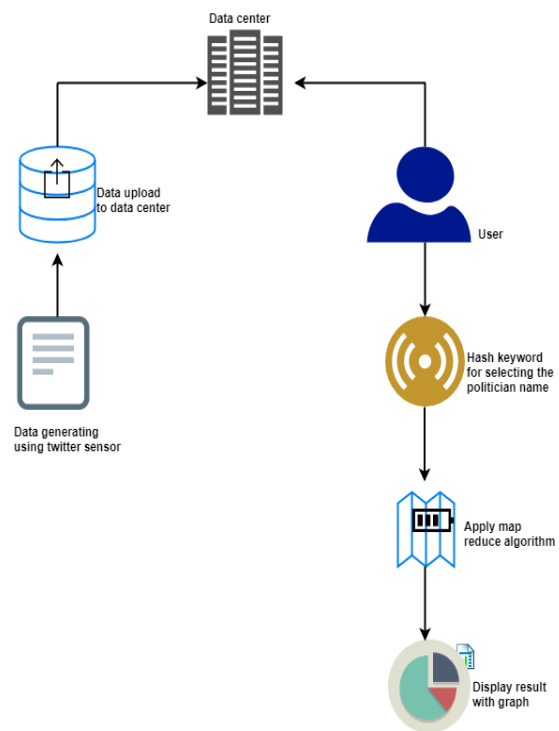 Data center
Data upload
to data center
User
Data generating
using twitter sensor
Hash keyword
for selecting the
politician name
Apply map
reduce algorithm
Display result
with graph